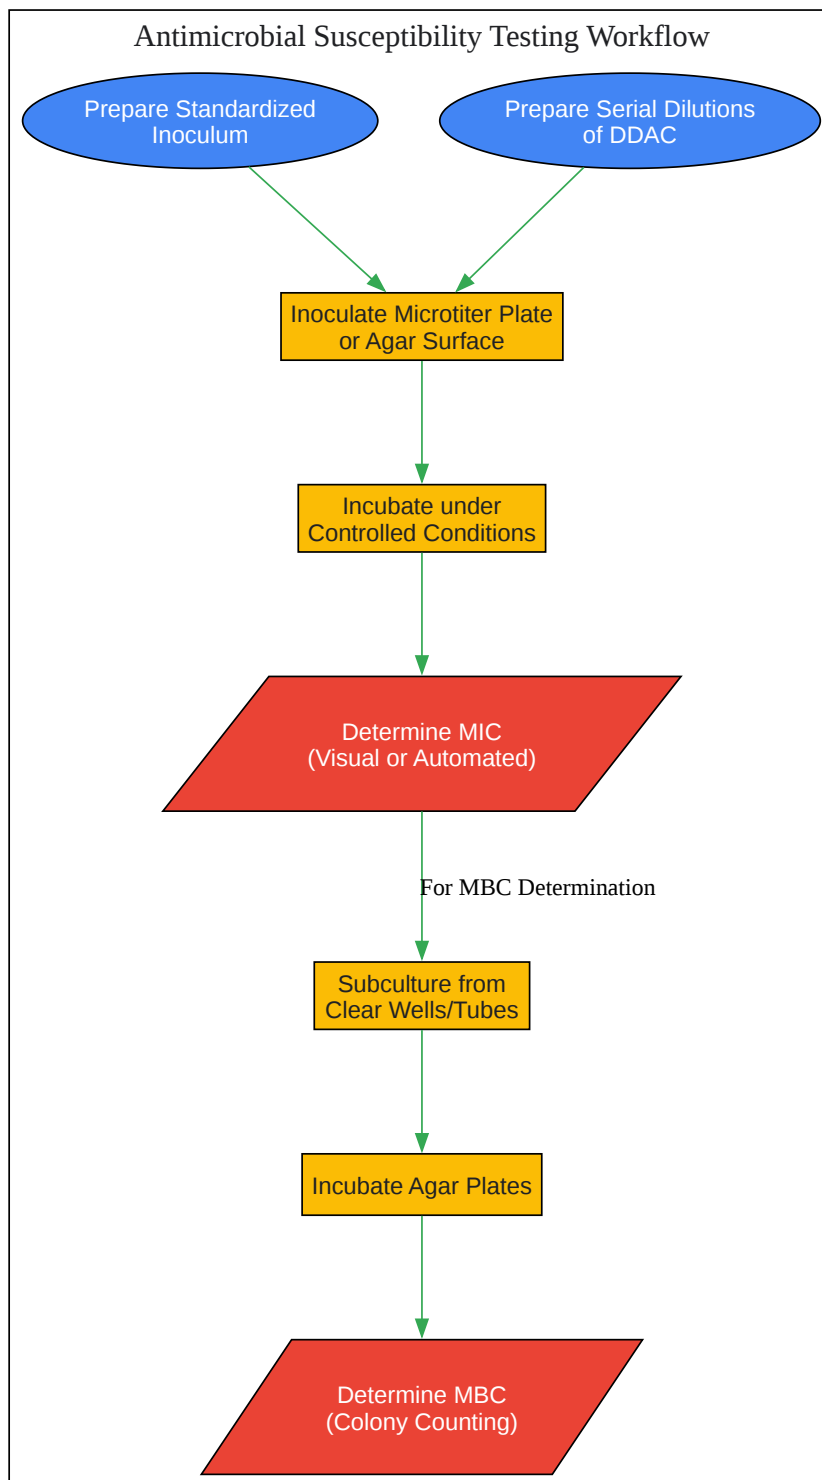 Antimicrobial Susceptibility Testing Workflow
Prepare Standardized
Inoculum
Prepare Serial Dilutions
of DDAC
Inoculate Microtiter Plate
or Agar Surface
Incubate under
Controlled Conditions
Determine MIC
(Visual or Automated)
For MBC Determination
Subculture from
Clear Wells/Tubes
Incubate Agar Plates
Determine MBC
(Colony Counting)